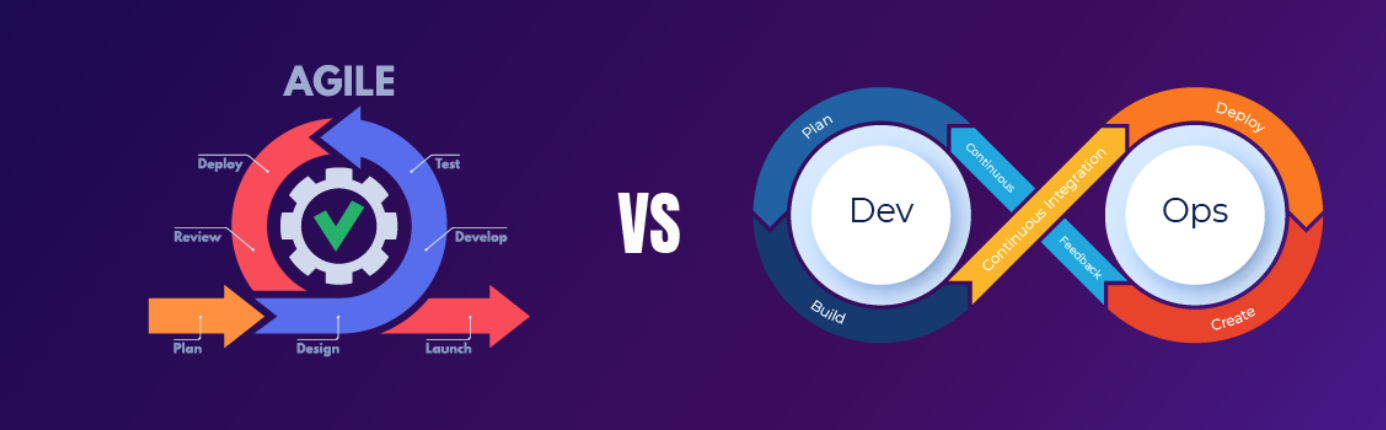 AGILE
Deploy
Test
Review
Develop
Plan
Design
Launch
VS
Plan
Dev
Build
Continuous
Feedback
Continuous Integration
Deploy
Ops
Create